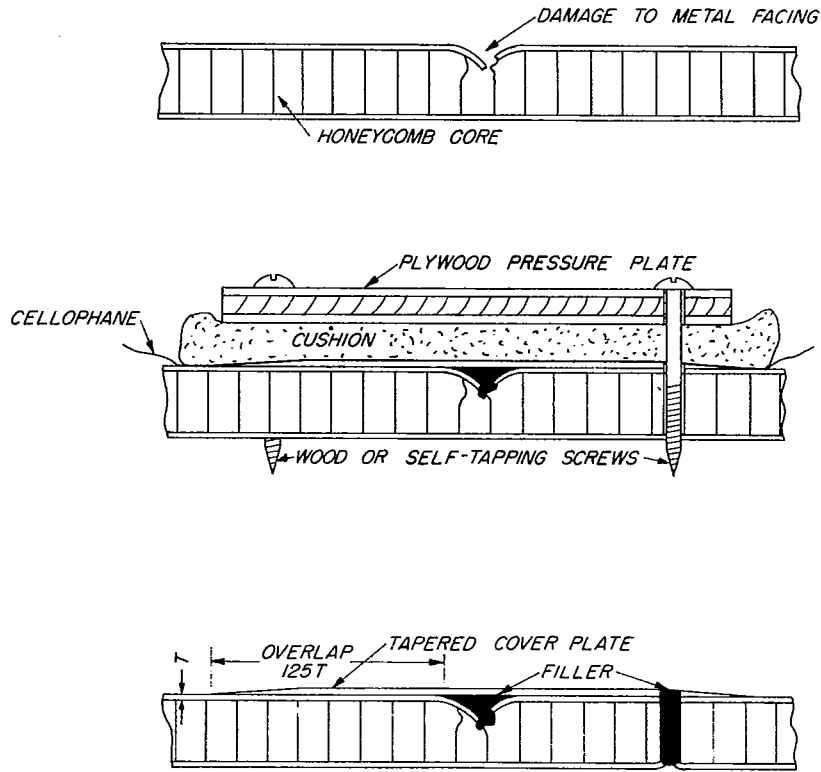 DAMAGE TO METAL FACING
HONEYCOMB CORE
PLYWOOD PRESSURE PLATE
CELLOPHANE
CUSHION
WOOD OR SELF-TAPPING SCREWS
T
OVERLAP
125T
TAPERED COVER PLATE
FILLER